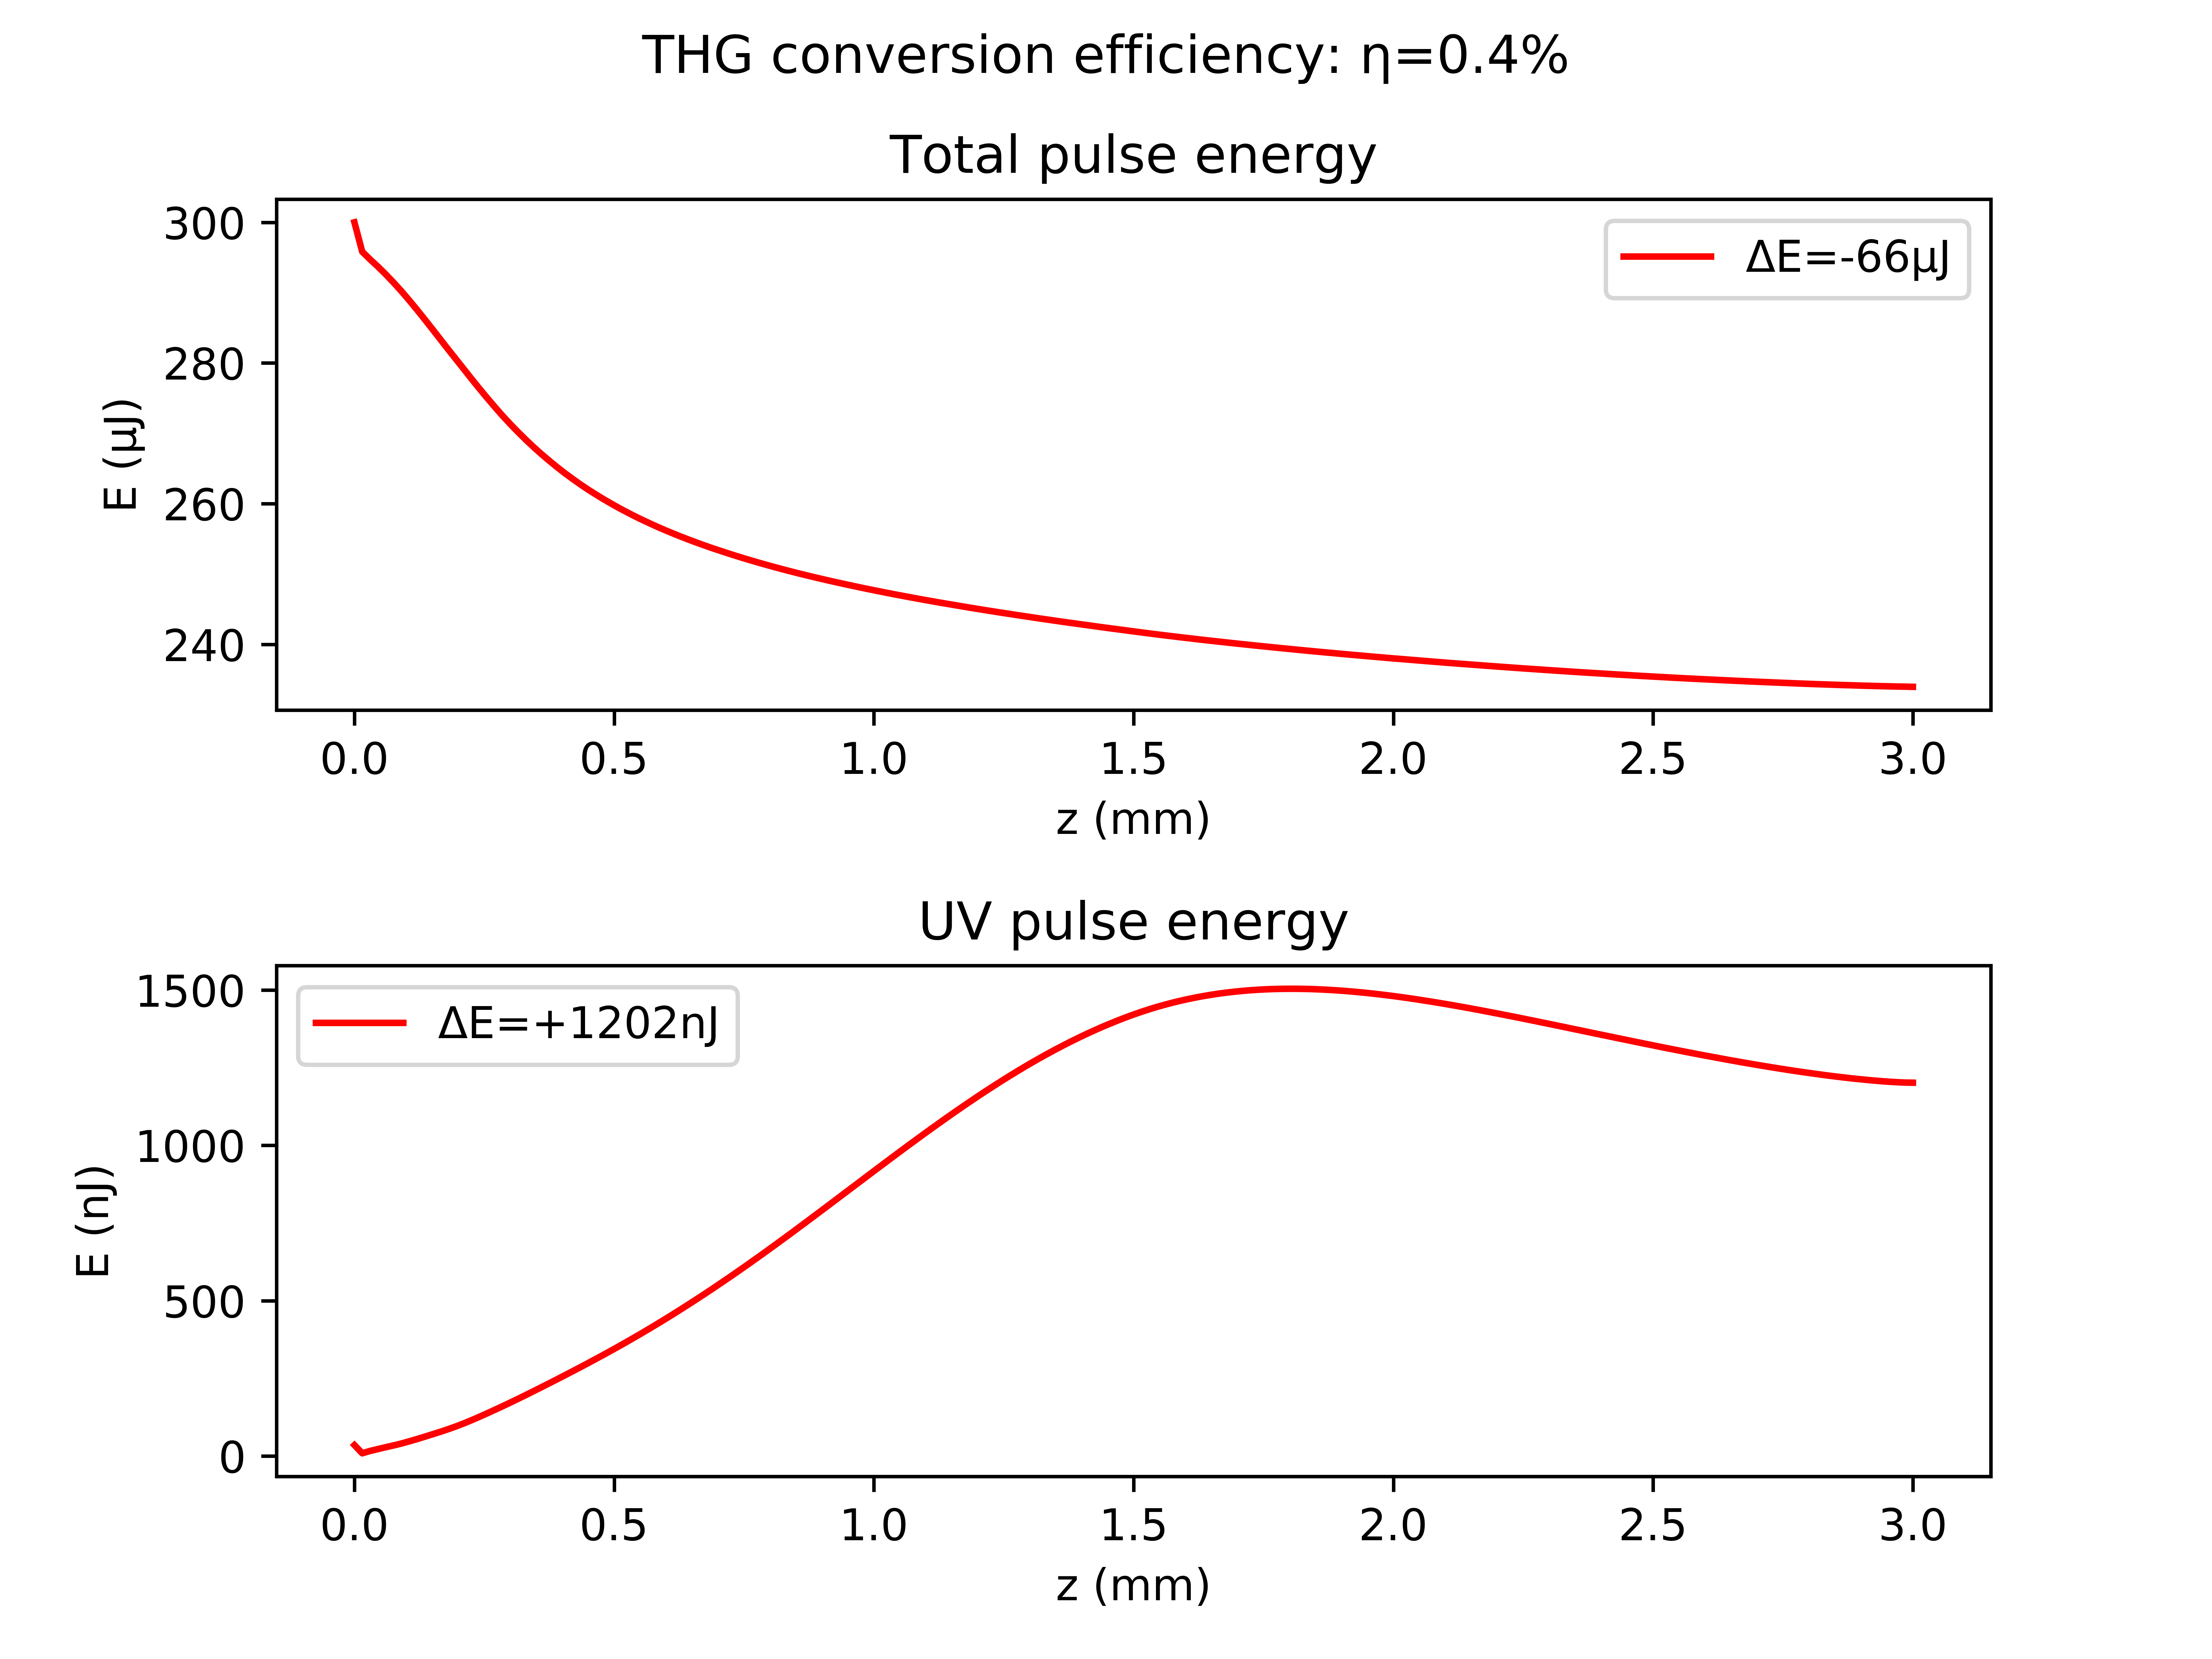 THG conversion efficiency: η=0.4%
Total pulse energy
300
280
260
240
E (μJ)
ΔE=-66μJ
0.0 0.5 1.0 1.5 2.0 2.5 3.0
z (mm)
UV pulse energy
1500
1000
500
0
E (nJ)
ΔE=+1202nJ
0.0 0.5 1.0 1.5 2.0 2.5 3.0
z (mm)